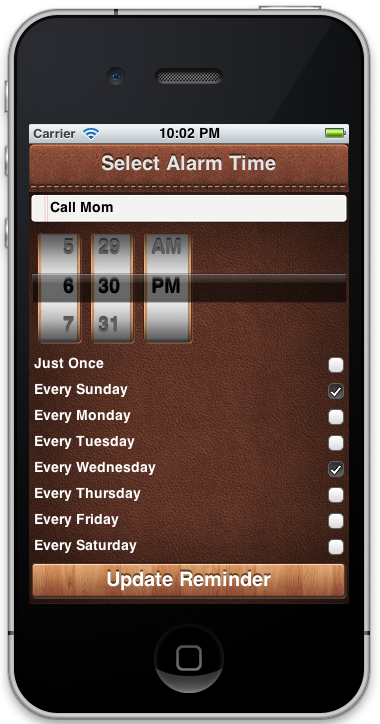 Carrier 10:02 PM
Select Alarm Time
Call Mom
5 29 AM
6 30 PM
7 31
Just Once
Every Sunday
Every Monday
Every Tuesday
Every Wednesday
Every Thursday
Every Friday
Every Saturday
Update Reminder